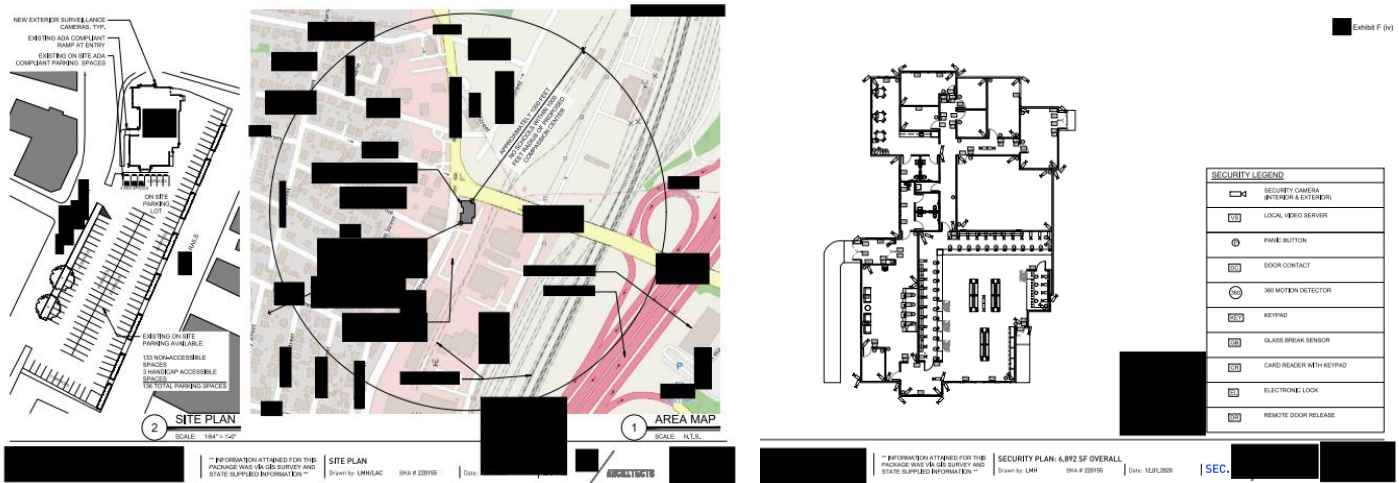 NEW EXTERIOR SURVEILLANCE
CAMERAS, TYP.
EXISTING ADA COMPLIANT
RAMP AT ENTRY
EXISTING ON SITE ADA
COMPLIANT PARKING SPACES
ON SITE
PARKING
LOT
RAILS
EXISTING ON SITE
PARKING AVAILABLE:
133 NON-ACCESSIBLE
SPACES
3 HANDICAP ACCESSIBLE
SPACES
136 TOTAL PARKING SPACES
2 SITE PLAN
SCALE: 1/64" = 1'-0"
APPROXIMATELY 1000 FEET
NO SCHOOLS WITHIN 1000
FEET RADIUS OF PROPOSED
COMPASSION CENTER
Street
P
1 AREA MAP
SCALE: N.T.S.
** INFORMATION ATTAINED FOR THIS
PACKAGE WAS VIA GIS SURVEY AND
STATE SUPPLIED INFORMATION **
SITE PLAN
Drawn by: LMH/LAC BMA # 220155 Date:
ARCHITECTS
Exhibit F (iv)
SECURITY LEGEND
SECURITY CAMERA
(INTERIOR & EXTERIOR)
VS LOCAL VIDEO SERVER
P PANIC BUTTON
DC DOOR CONTACT
360 360 MOTION DETECTOR
KEY KEYPAD
GB GLASS BREAK SENSOR
CR CARD READER WITH KEYPAD
EL ELECTRONIC LOCK
DR REMOTE DOOR RELEASE
** INFORMATION ATTAINED FOR THIS
PACKAGE WAS VIA GIS SURVEY AND
STATE SUPPLIED INFORMATION **
SECURITY PLAN: 6,892 SF OVERALL
Drawn by: LMH BMA # 220155 Date: 12.01.2020
SEC.